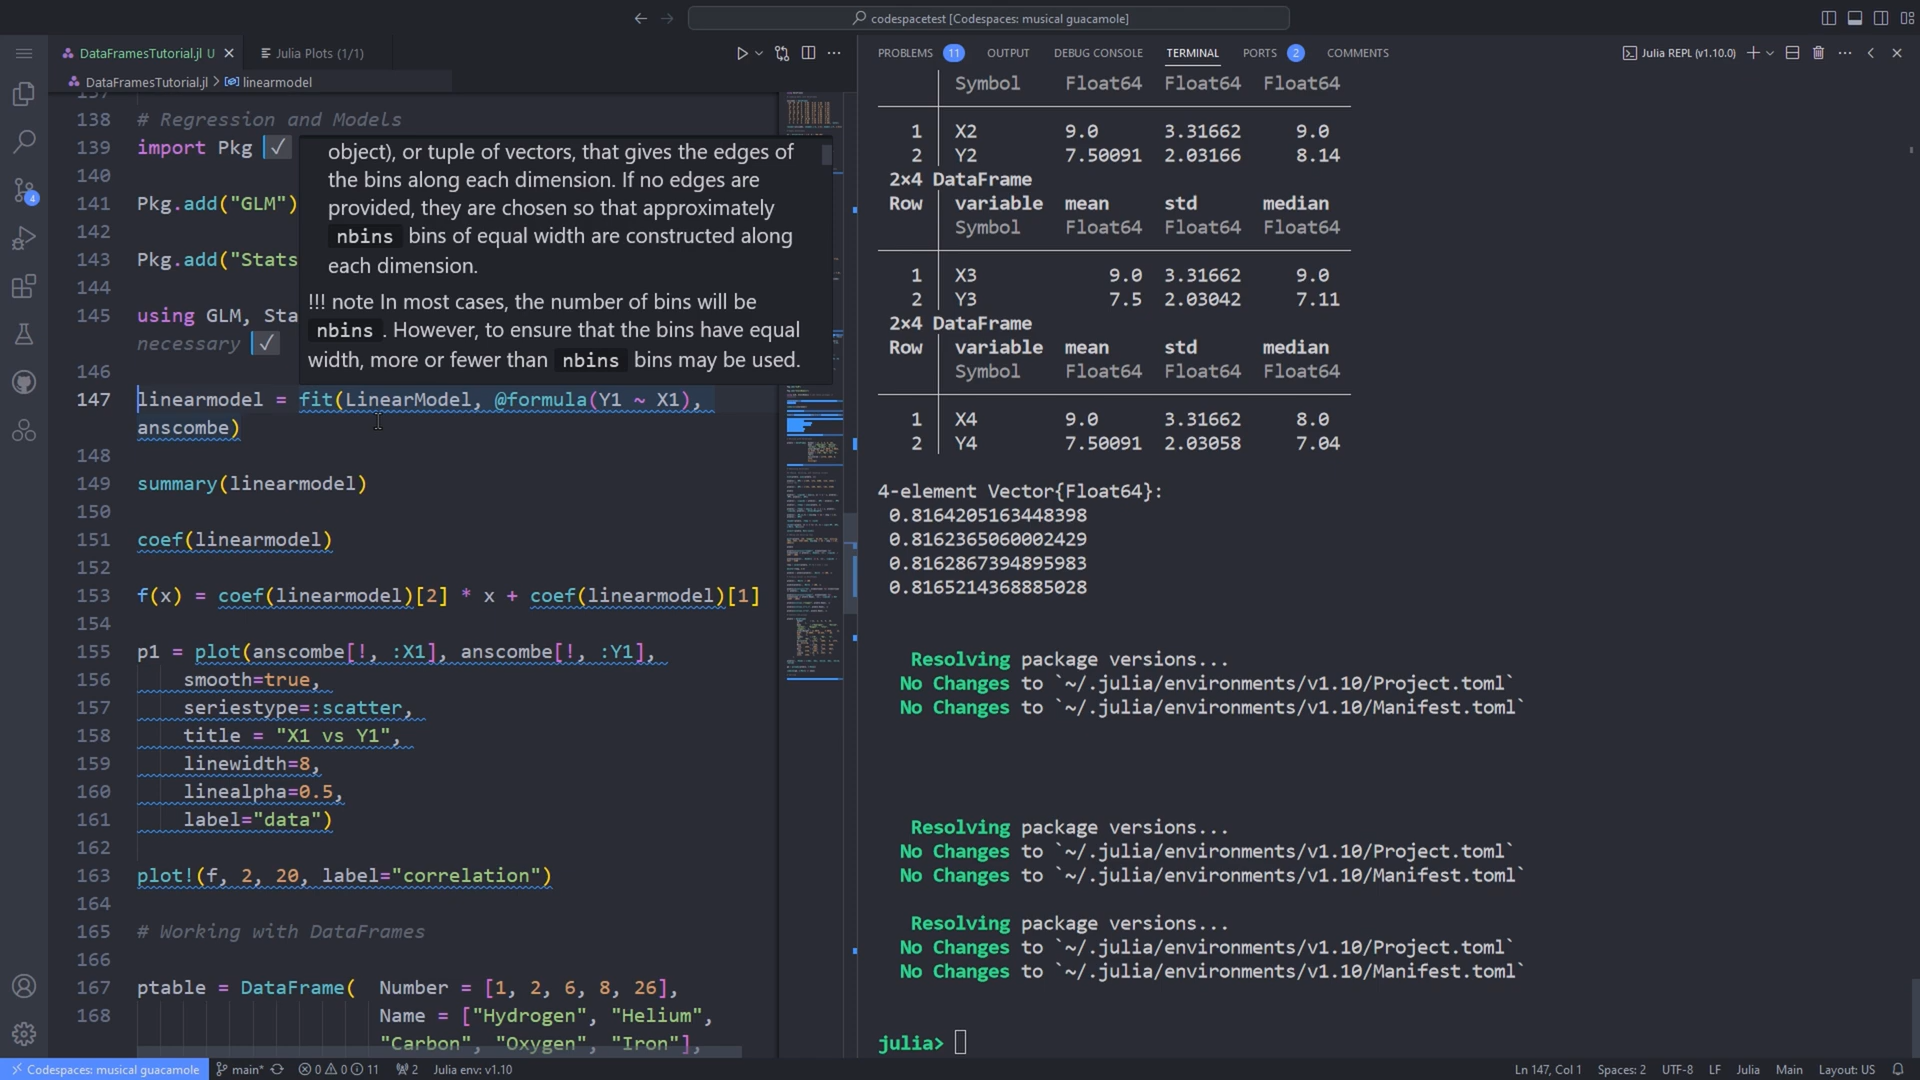 codespacetest [Codespaces: musical guacamole]
DataFramesTutorial.jl U
Julia Plots (1/1)
DataFramesTutorial.jl > linearmodel
138 # Regression and Models
139 import Pkg ✓
140
141 Pkg.add("GLM")
142
143 Pkg.add("Stats
144
145 using GLM, Sta
necessary ✓
146
147 linearmodel = fit(LinearModel, @formula(Y1 ~ X1),
anscombe)
148
149 summary(linearmodel)
150
151 coef(linearmodel)
152
153 f(x) = coef(linearmodel)[2] * x + coef(linearmodel)[1]
154
155 p1 = plot(anscombe[!, :X1], anscombe[!, :Y1],
156 smooth=true,
157 seriestype=:scatter,
158 title = "X1 vs Y1",
159 linewidth=8,
160 linealpha=0.5,
161 label="data")
162
163 plot!(f, 2, 20, label="correlation")
164
165 # Working with DataFrames
166
167 ptable = DataFrame( Number = [1, 2, 6, 8, 26],
168 Name = ["Hydrogen", "Helium",
"Carbon", "Oxygen", "Iron"],
object), or tuple of vectors, that gives the edges of
the bins along each dimension. If no edges are
provided, they are chosen so that approximately
nbins bins of equal width are constructed along
each dimension.
!!! note In most cases, the number of bins will be
nbins . However, to ensure that the bins have equal
width, more or fewer than nbins bins may be used.
PROBLEMS 11 OUTPUT DEBUG CONSOLE TERMINAL PORTS 2 COMMENTS
Julia REPL (v1.10.0)
Symbol Float64 Float64 Float64
1 X2 9.0 3.31662 9.0
2 Y2 7.50091 2.03166 8.14
2×4 DataFrame
Row variable mean std median
Symbol Float64 Float64 Float64
1 X3 9.0 3.31662 9.0
2 Y3 7.5 2.03042 7.11
2×4 DataFrame
Row variable mean std median
Symbol Float64 Float64 Float64
1 X4 9.0 3.31662 8.0
2 Y4 7.50091 2.03058 7.04
4-element Vector{Float64}:
0.8164205163448398
0.8162365060002429
0.8162867394895983
0.8165214368885028
Resolving package versions...
No Changes to `~/.julia/environments/v1.10/Project.toml`
No Changes to `~/.julia/environments/v1.10/Manifest.toml`
Resolving package versions...
No Changes to `~/.julia/environments/v1.10/Project.toml`
No Changes to `~/.julia/environments/v1.10/Manifest.toml`
Resolving package versions...
No Changes to `~/.julia/environments/v1.10/Project.toml`
No Changes to `~/.julia/environments/v1.10/Manifest.toml`
julia>
4
Codespaces: musical guacamole main* 0 0 11 2 Julia env: v1.10 Ln 147, Col 1 Spaces: 2 UTF-8 LF Julia Main Layout: US